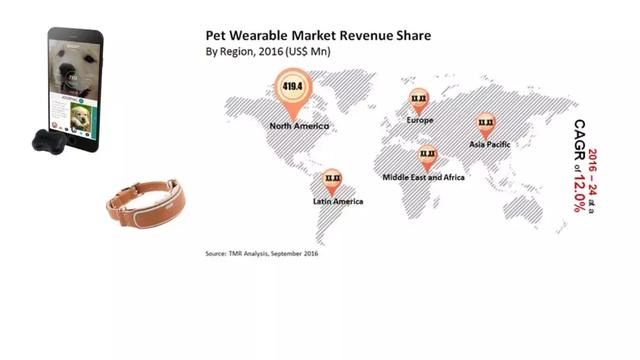 Pet Wearable Market Revenue Share
By Region, 2016 (US$ Mn)
419.4
North America
xx.xx
Europe
xx.xx
Asia Pacific
xx.xx
Middle East and Africa
xx.xx
Latin America
2016 – 24 at a
CAGR of 12.0%
Source: TMR Analysis, September 2016
JOURNAL